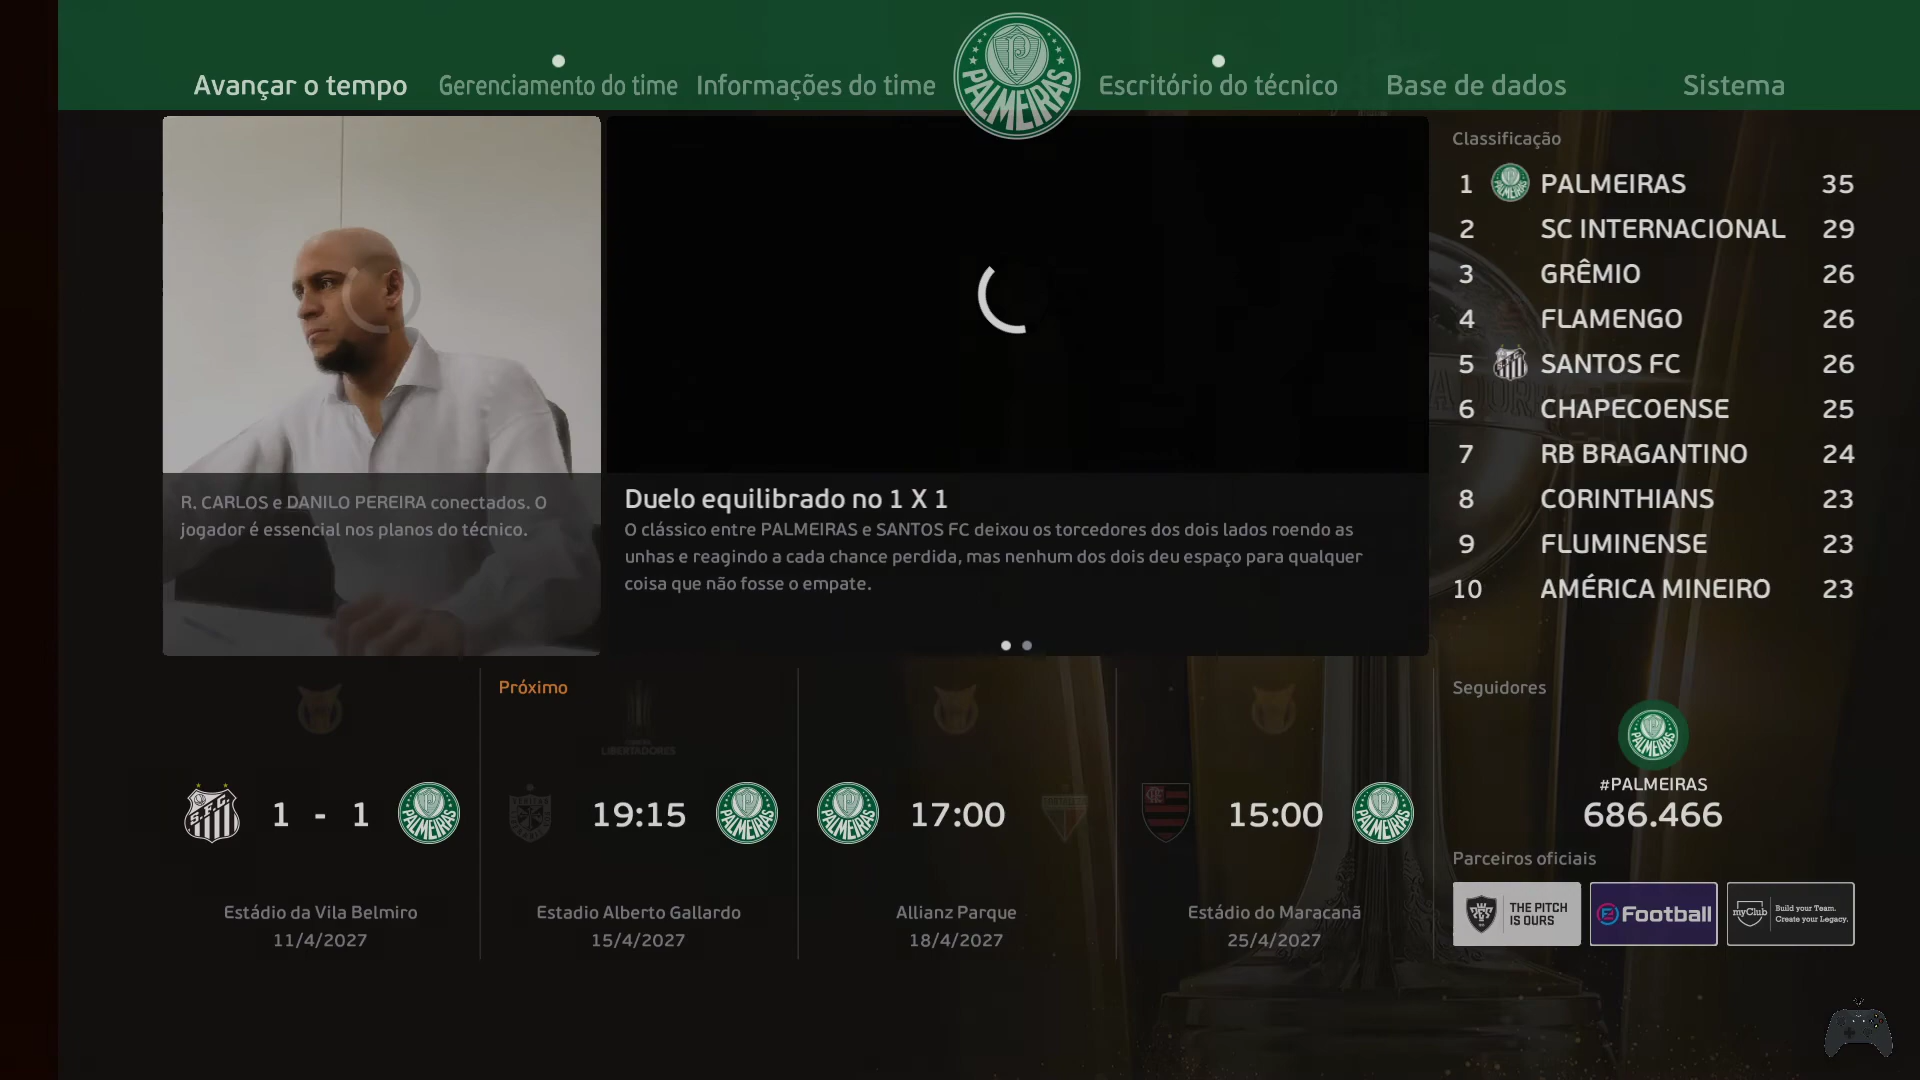 Avançar o tempo
Gerenciamento do time
Informações do time
PALMEIRAS
Escritório do técnico
Base de dados
Sistema
R. CARLOS e DANILO PEREIRA conectados. O
jogador é essencial nos planos do técnico.
Duelo equilibrado no 1 X 1
O clássico entre PALMEIRAS e SANTOS FC deixou os torcedores dos dois lados roendo as
unhas e reagindo a cada chance perdida, mas nenhum dos dois deu espaço para qualquer
coisa que não fosse o empate.
Classificação
1 PALMEIRAS 35
2 SC INTERNACIONAL 29
3 GRÊMIO 26
4 FLAMENGO 26
5 SANTOS FC 26
6 CHAPECOENSE 25
7 RB BRAGANTINO 24
8 CORINTHIANS 23
9 FLUMINENSE 23
10 AMÉRICA MINEIRO 23
1 - 1
PALMEIRAS
Estádio da Vila Belmiro
11/4/2027
Próximo
LIBERTADORES
19:15
PALMEIRAS
Estadio Alberto Gallardo
15/4/2027
PALMEIRAS
17:00
Allianz Parque
18/4/2027
15:00
PALMEIRAS
Estádio do Maracanã
25/4/2027
Seguidores
PALMEIRAS
#PALMEIRAS
686.466
Parceiros oficiais
THE PITCH
IS OURS
eFootball
myClub
Build your Team.
Create your Legacy.